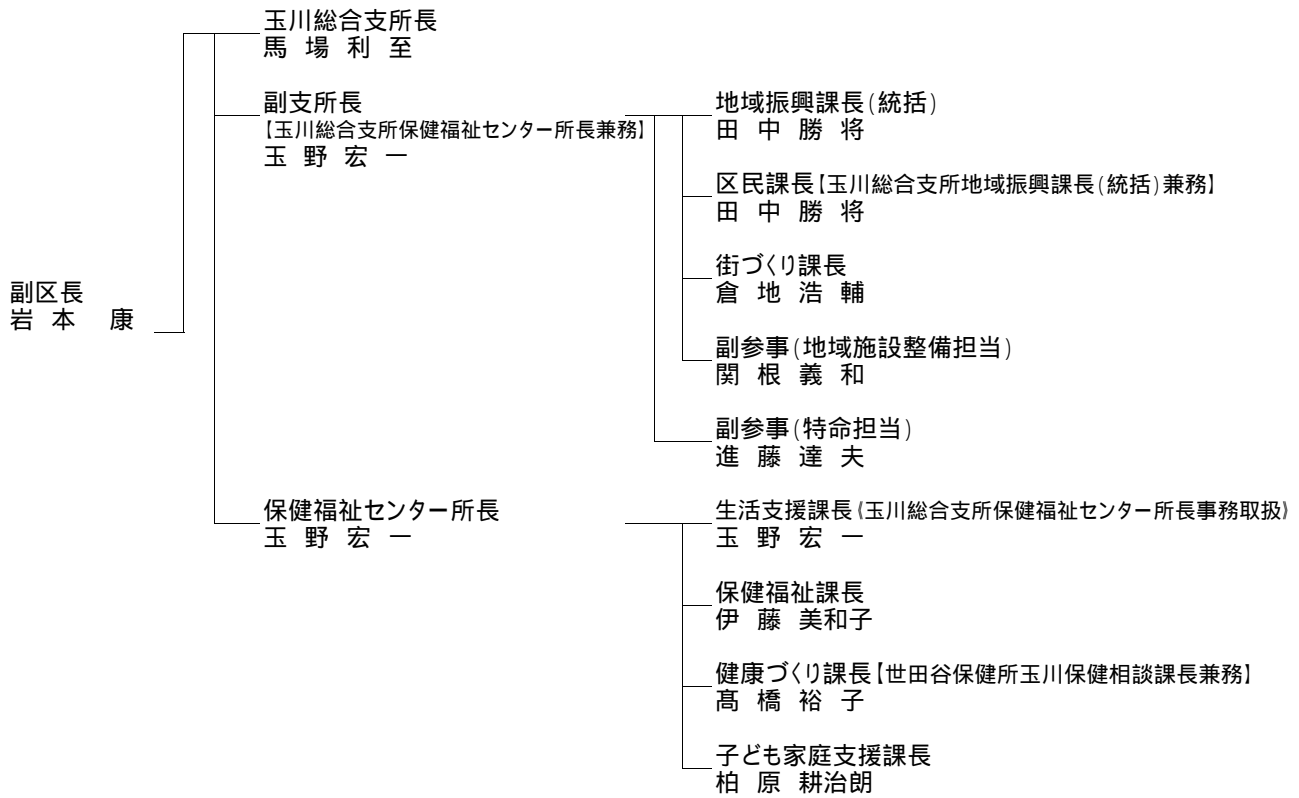 玉川総合支所長
馬 場 利 至
副支所長
【玉川総合支所保健福祉センター所長兼務】
玉 野 宏 一
地域振興課長(統括)
田 中 勝 将
区民課長【玉川総合支所地域振興課長(統括)兼務】
田 中 勝 将
街づくり課長
倉 地 浩 輔
副区長
岩 本 康
副参事(地域施設整備担当)
関 根 義 和
副参事(特命担当)
進 藤 達 夫
保健福祉センター所長
玉 野 宏 一
生活支援課長《玉川総合支所保健福祉センター所長事務取扱》
玉 野 宏 一
保健福祉課長
伊 藤 美和子
健康づくり課長【世田谷保健所玉川保健相談課長兼務】
髙 橋 裕 子
子ども家庭支援課長
柏 原 耕治朗